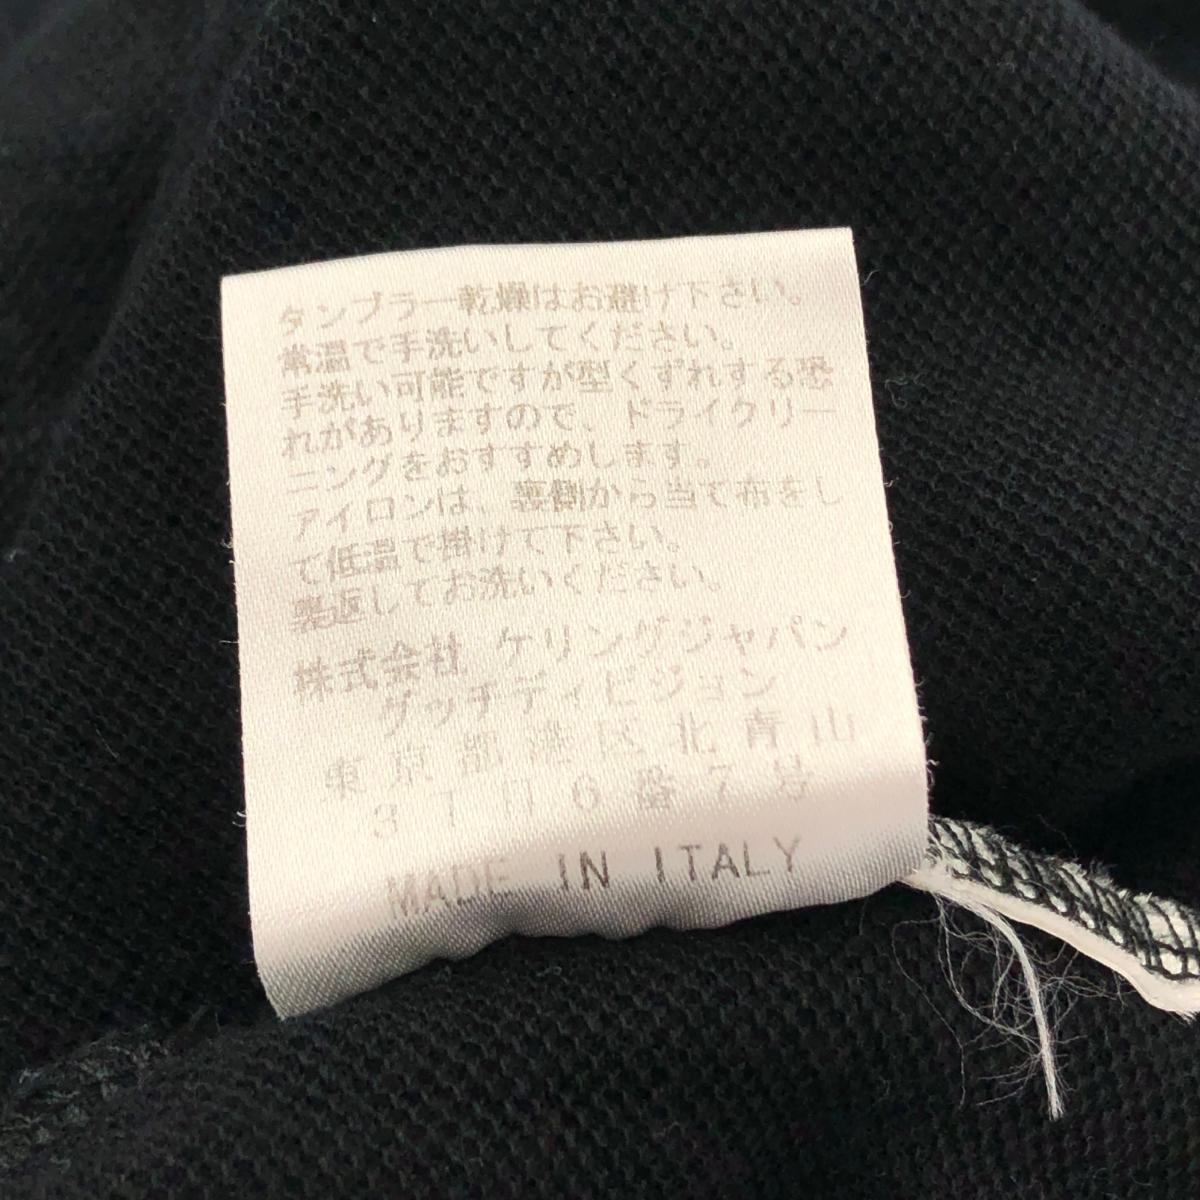 タンブラー乾燥はお避け下さい。
常温で手洗いしてください。
手洗い可能ですが型くずれする恐
れがありますので、ドライクリー
ニングをおすすめします。
アイロンは、裏側から当て布をし
て低温で掛けて下さい。
裏返してお洗いください。
株式会社 ケリングジャパン
グッチディビジョン
東京都港区北青山
3丁目6番7号
MADE IN ITALY